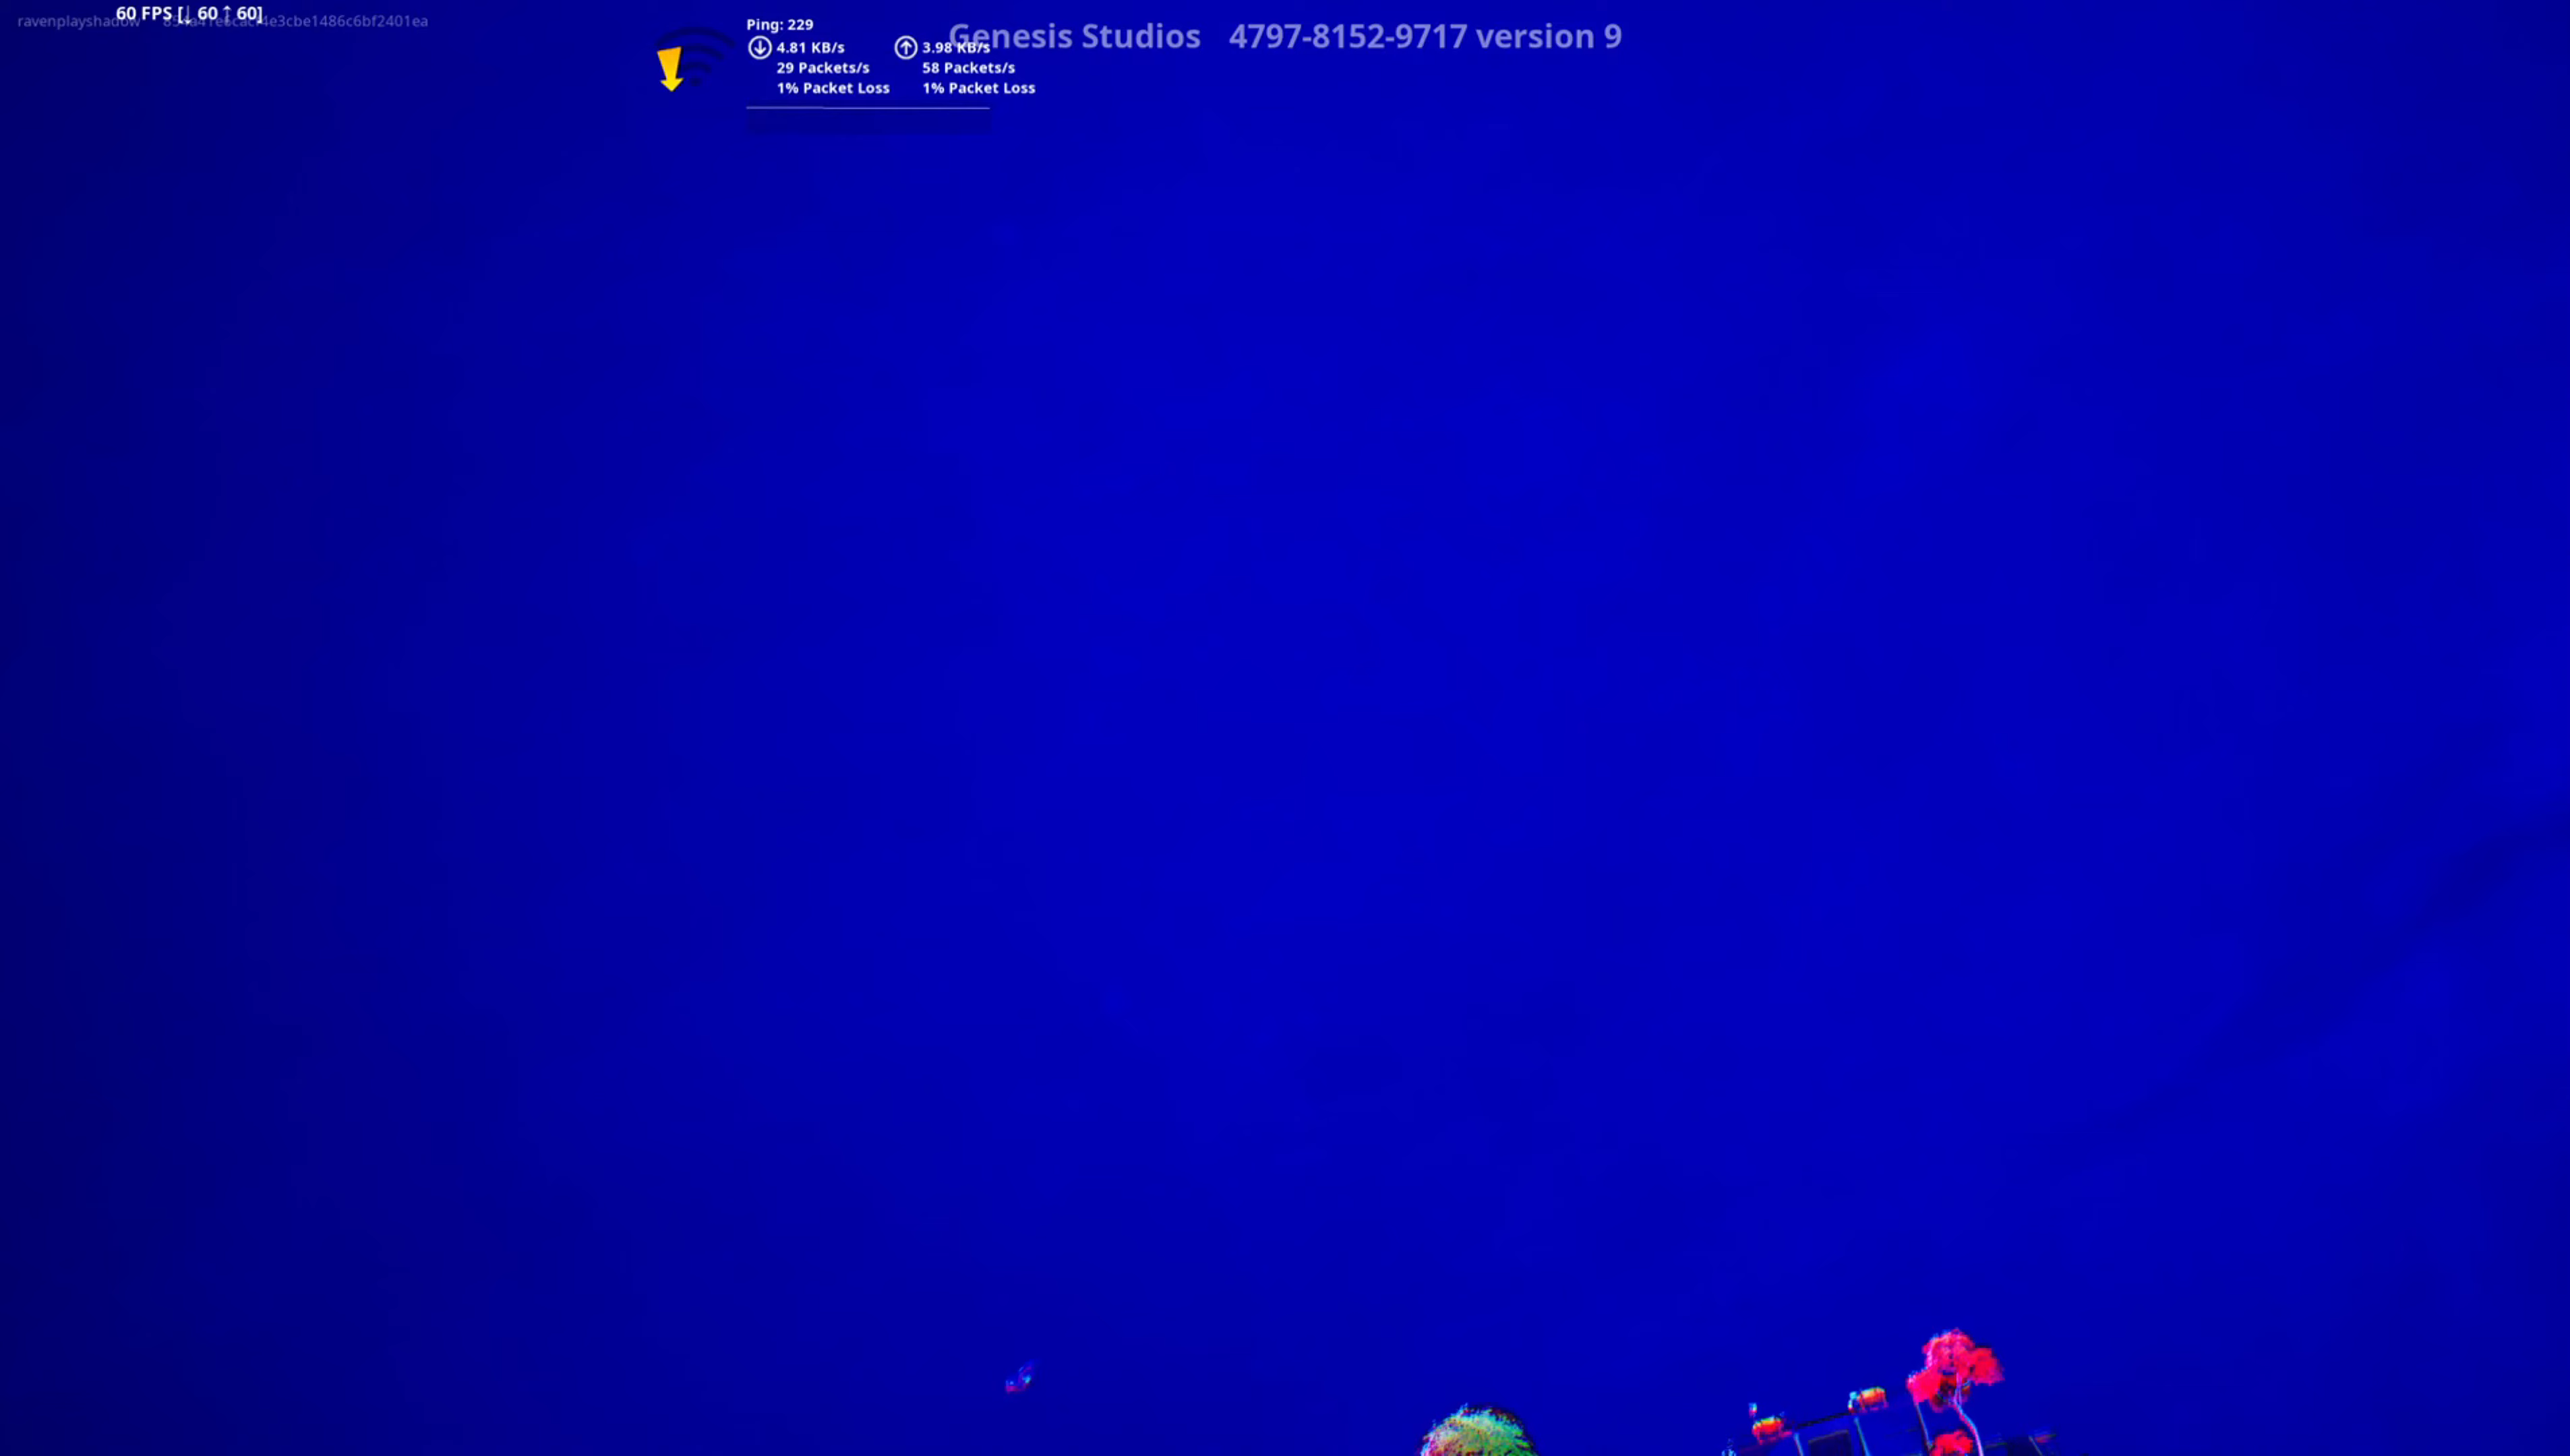 60 FPS [↓ 60 ↑ 60]
ravenplayshadow
Ping: 229
4.81 KB/s 3.98 KB/s
29 Packets/s 58 Packets/s
1% Packet Loss 1% Packet Loss
Genesis Studios 4797-8152-9717 version 9